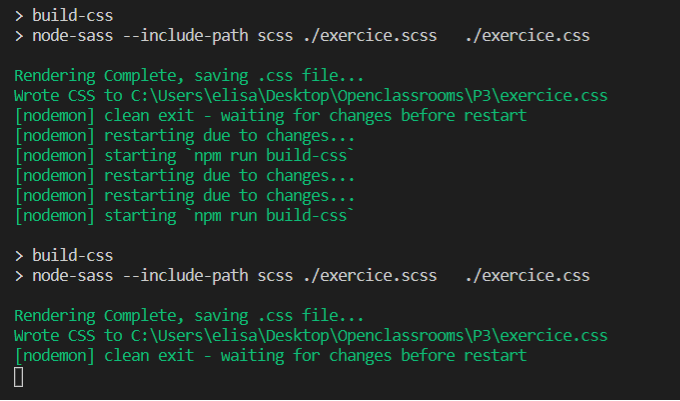 > build-css
> node-sass --include-path scss ./exercice.scss   ./exercice.css
Rendering Complete, saving .css file...
Wrote CSS to C:\Users\elisa\Desktop\Openclassrooms\P3\exercice.css
[nodemon] clean exit - waiting for changes before restart
[nodemon] restarting due to changes...
[nodemon] starting `npm run build-css`
[nodemon] restarting due to changes...
[nodemon] restarting due to changes...
[nodemon] starting `npm run build-css`
> build-css
> node-sass --include-path scss ./exercice.scss   ./exercice.css
Rendering Complete, saving .css file...
Wrote CSS to C:\Users\elisa\Desktop\Openclassrooms\P3\exercice.css
[nodemon] clean exit - waiting for changes before restart